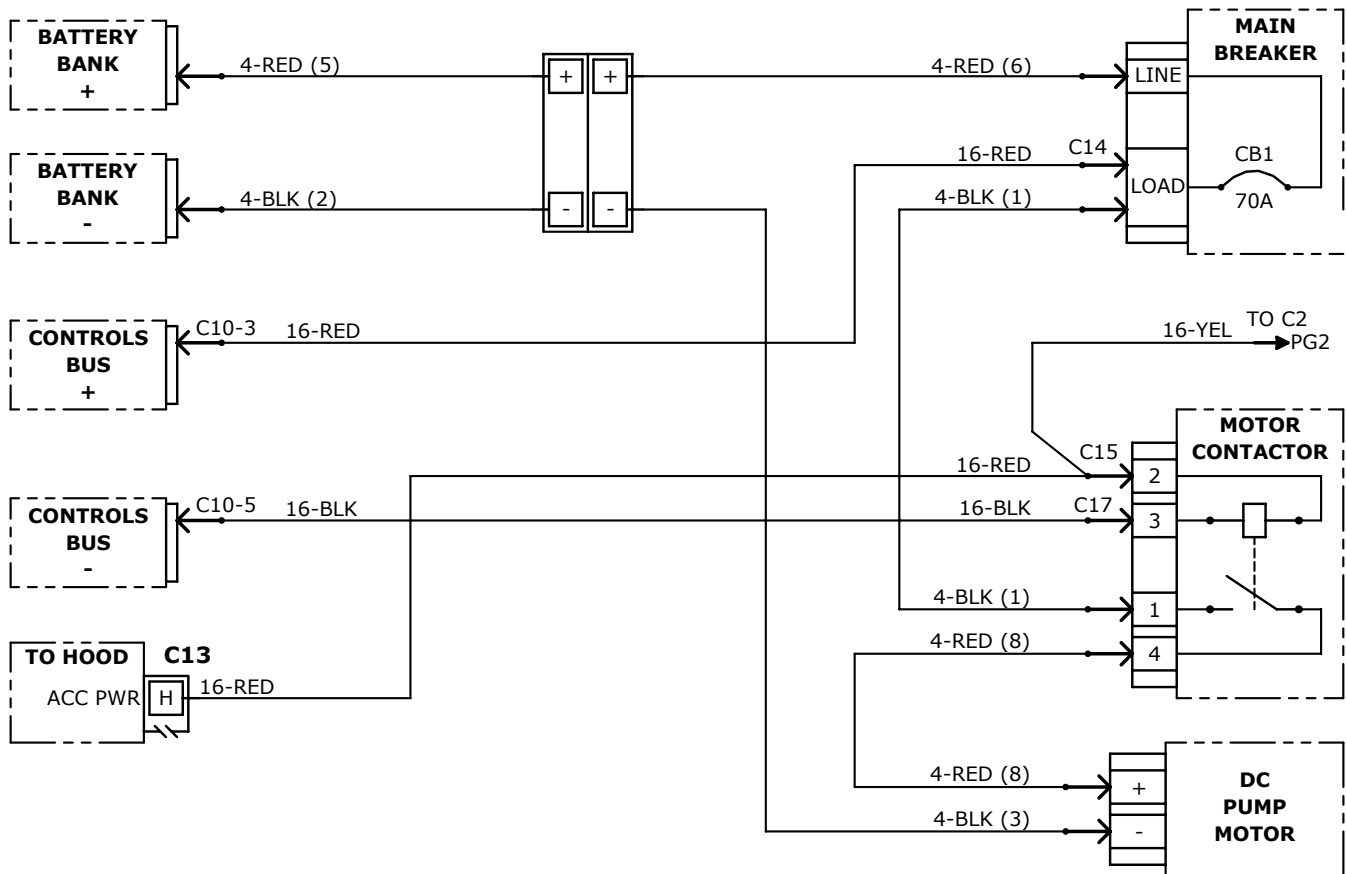 BATTERY
BANK
+
4-RED (5)
+ +
4-RED (6)
LINE
MAIN
BREAKER
BATTERY
BANK
-
4-BLK (2)
- -
16-RED
C14
4-BLK (1)
LOAD
CB1
70A
CONTROLS
BUS
+
C10-3
16-RED
16-YEL
TO C2
PG2
CONTROLS
BUS
-
C10-5
16-BLK
MOTOR
CONTACTOR
16-RED
C15
2
16-BLK
C17
3
4-BLK (1)
1
4-RED (8)
4
TO HOOD
C13
ACC PWR
H
16-RED
4-RED (8)
+
4-BLK (3)
-
DC
PUMP
MOTOR